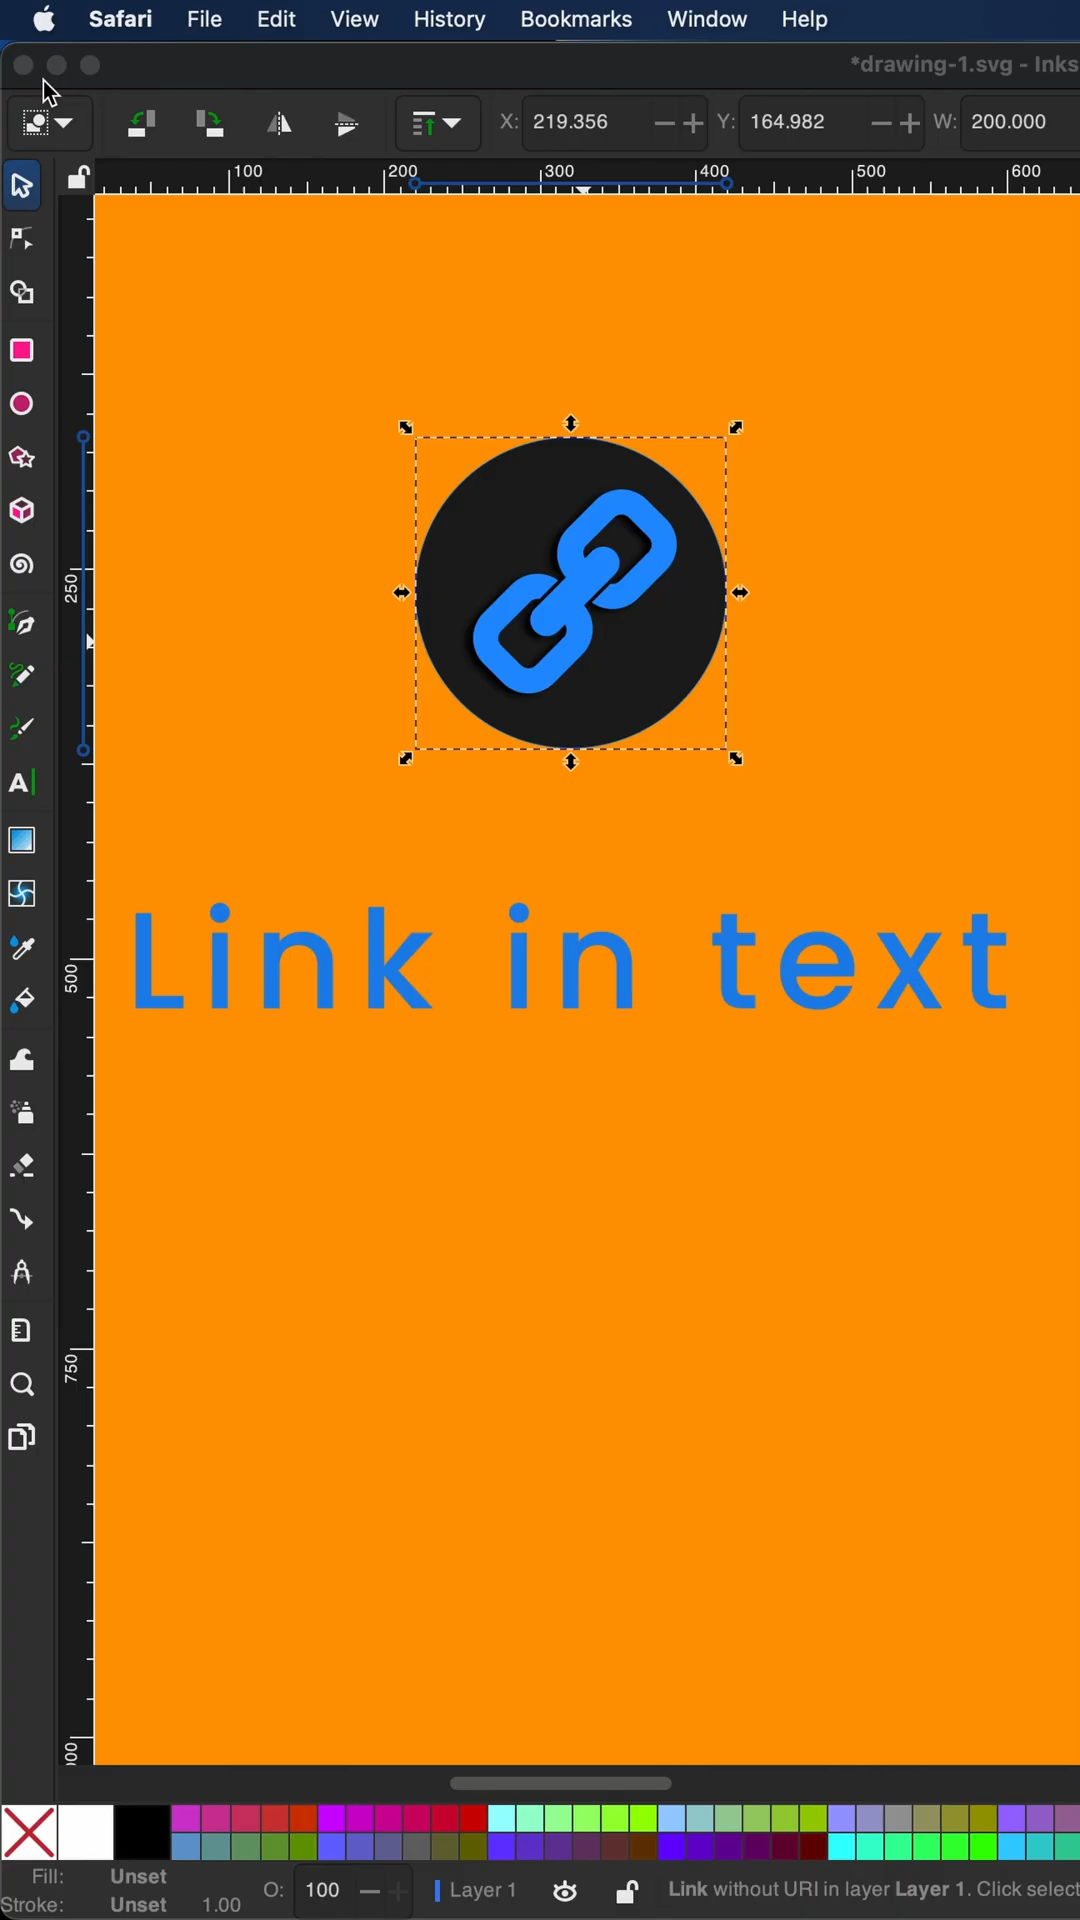 Safari File Edit View History Bookmarks Window Help
*drawing-1.svg - Inks
X: 219.356 Y: 164.982 W: 200.000
100 200 300 400 500 600
250
Link in text
500
750
00
Fill: Unset
Stroke: Unset 1.00
O: 100
Layer 1
Link without URI in layer Layer 1. Click select